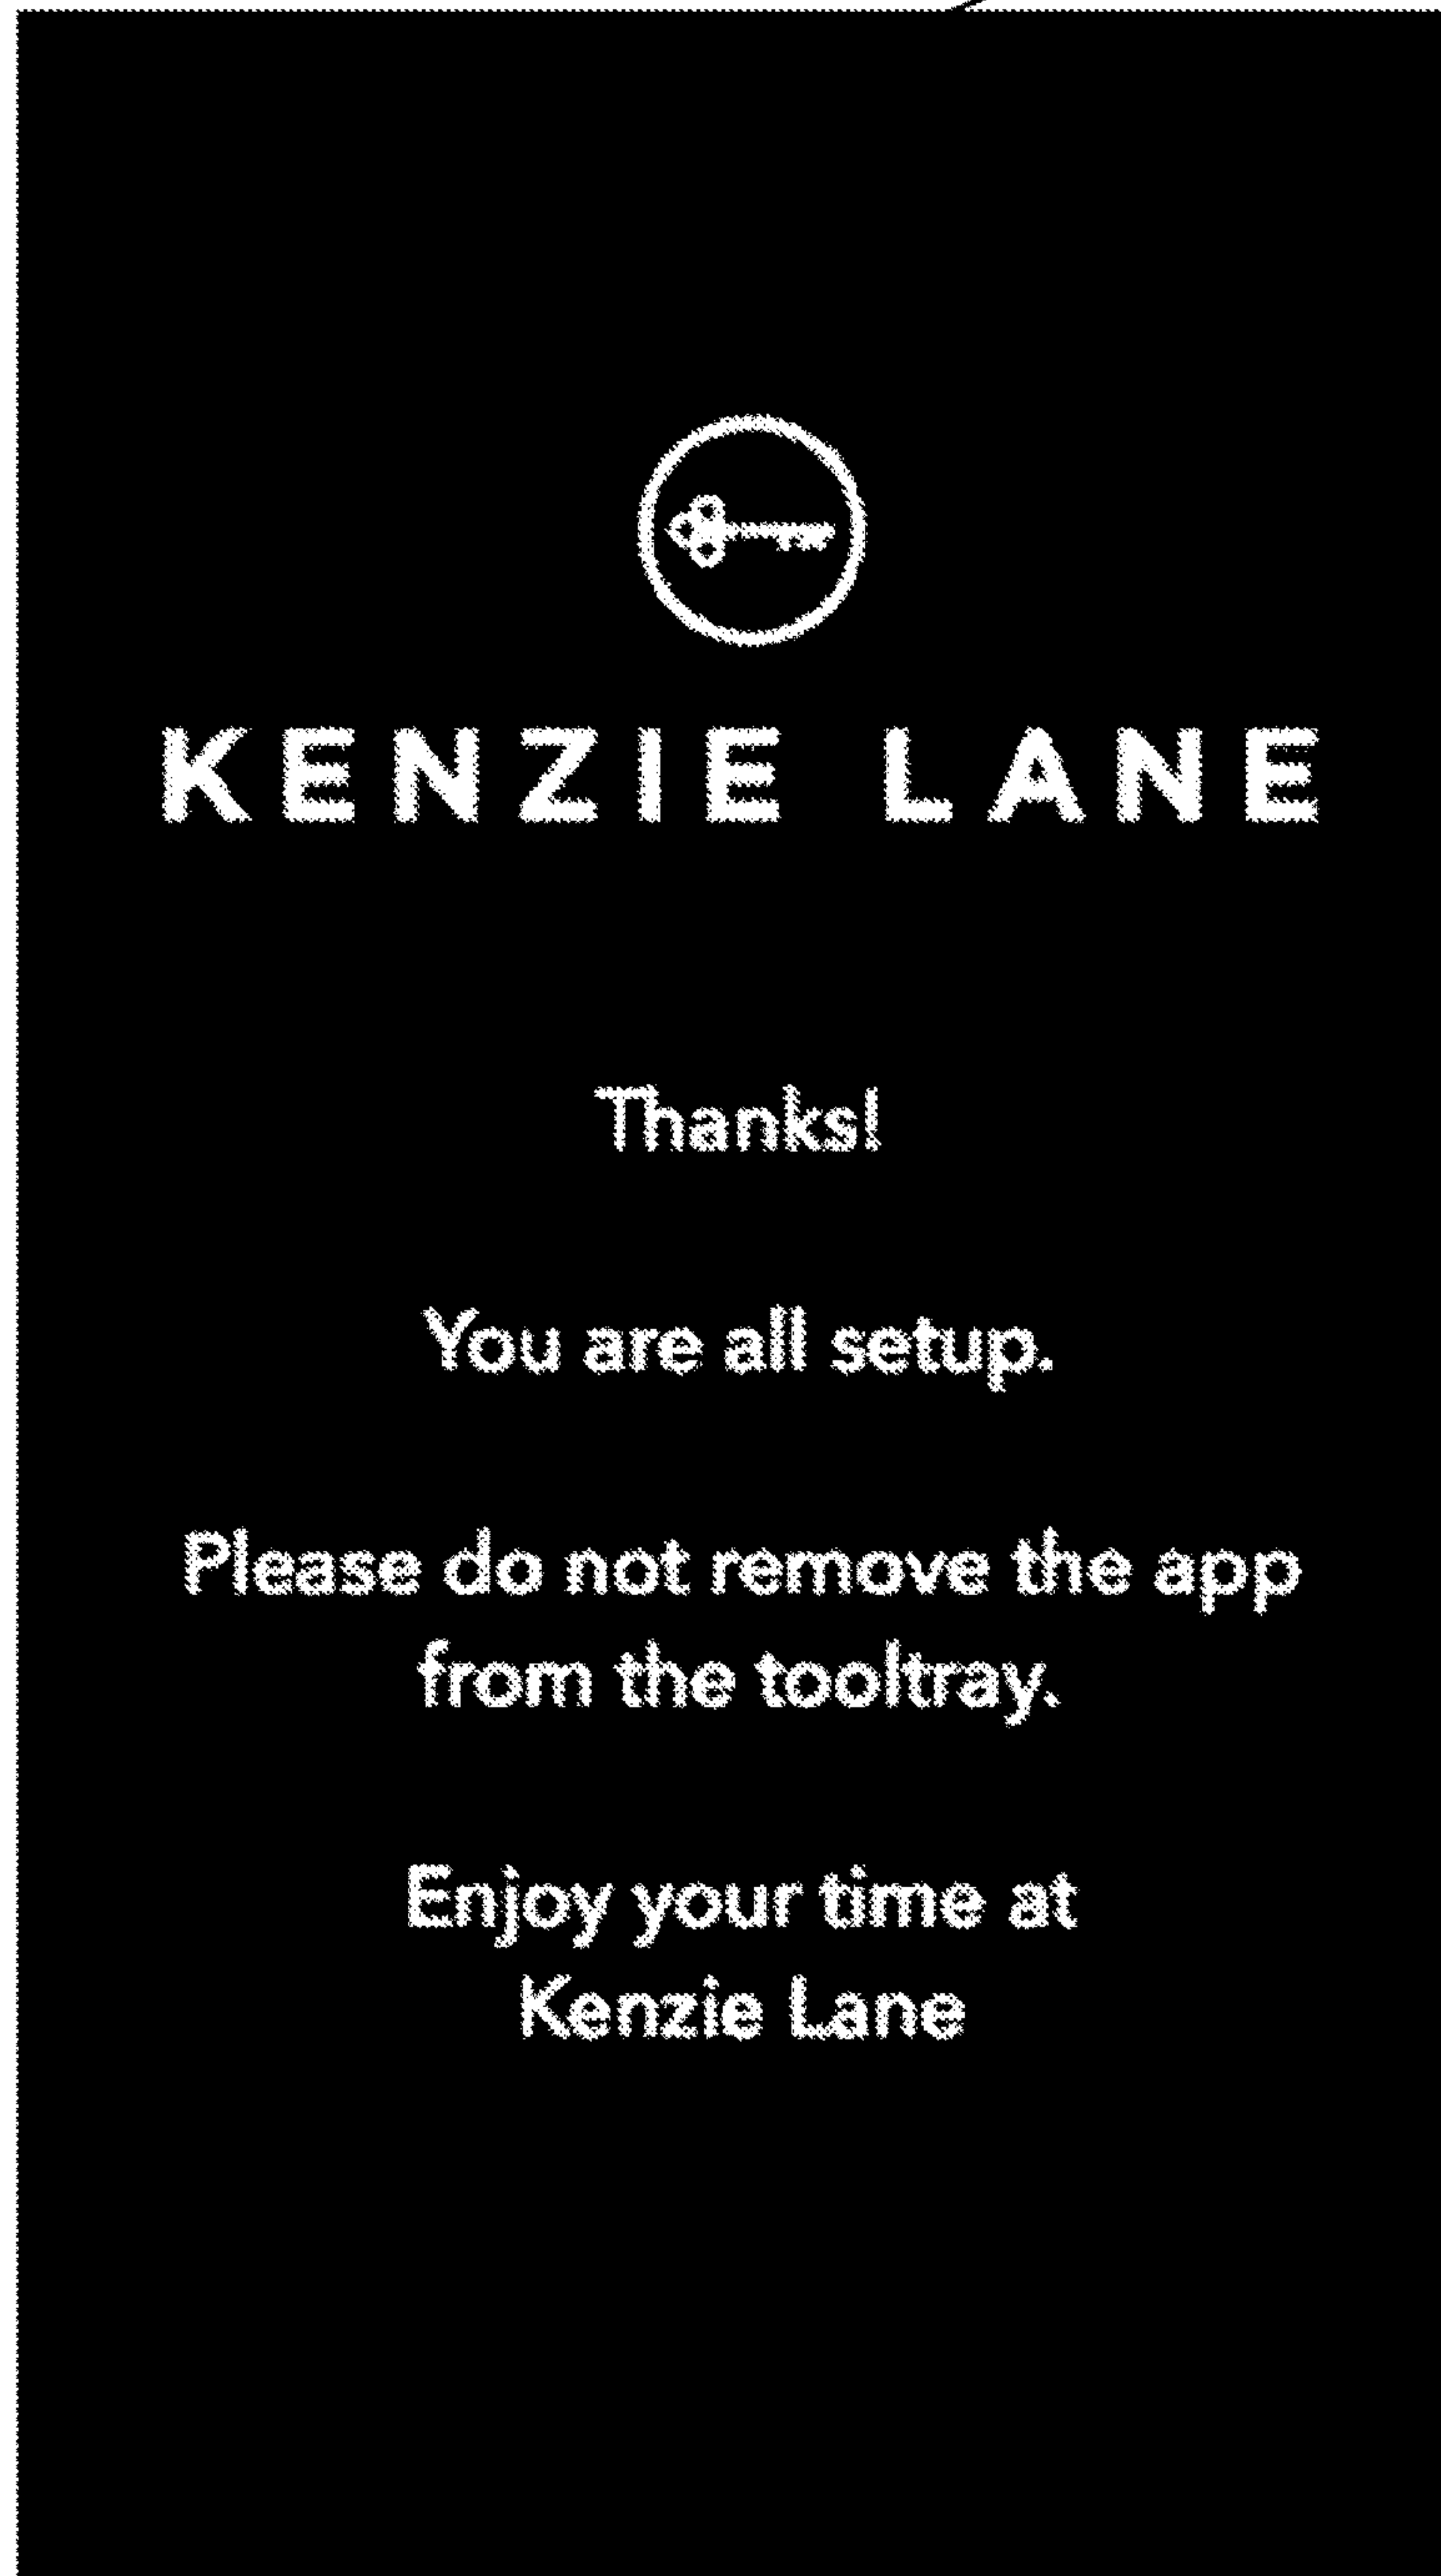 KENZIE LANE
Thanks!
You are all setup.
Please do not remove the app
from the tooltray.
Enjoy your time at
Kenzie Lane